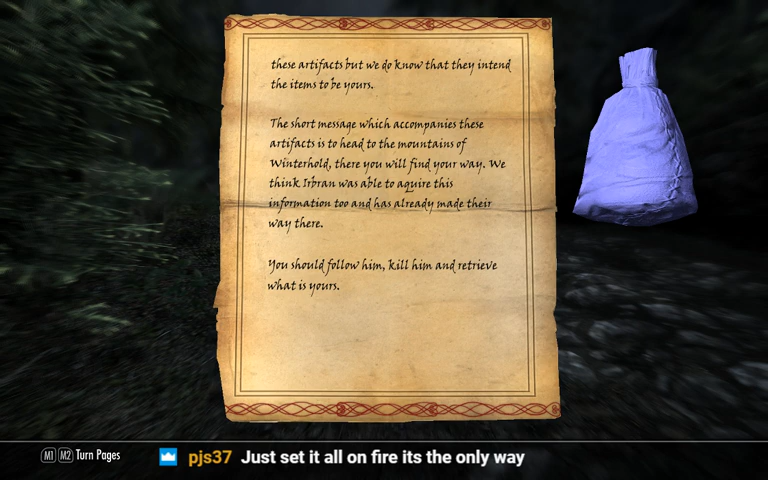 these artifacts but we do know that they intend
the items to be yours.
The short message which accompanies these
artifacts is to head to the mountains of
Winterhold, there you will find your way. We
think Irbran was able to aquire this
information too and has already made their
way there.
You should follow him, kill him and retrieve
what is yours.
M1 M2 Turn Pages
pjs37 Just set it all on fire its the only way